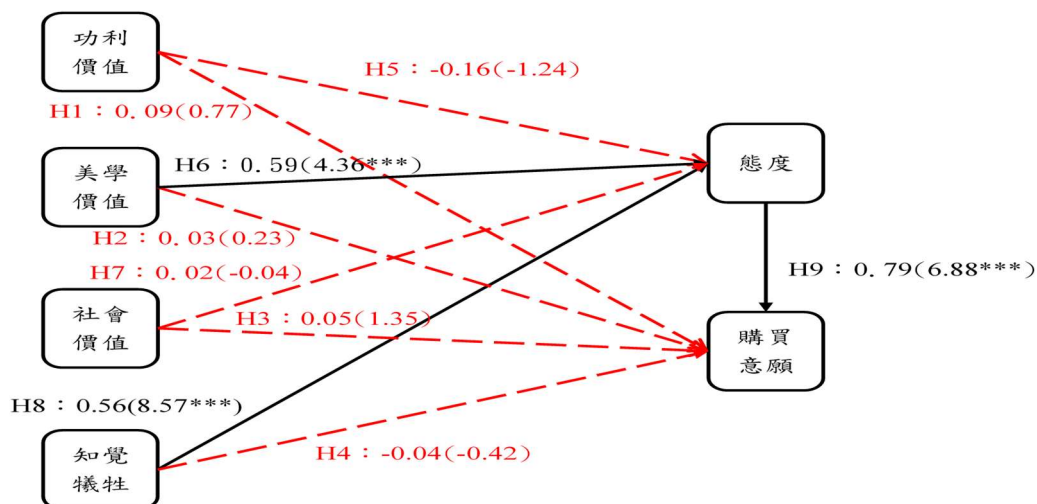 功利
價值
H5：-0.16(-1.24)
H1：0.09(0.77)
美學
價值
H6：0.59(4.36***)
態度
H2：0.03(0.23)
H7：0.02(-0.04)
H9：0.79(6.88***)
社會
價值
H3：0.05(1.35)
購買
意願
H8：0.56(8.57***)
知覺
犧牲
H4：-0.04(-0.42)